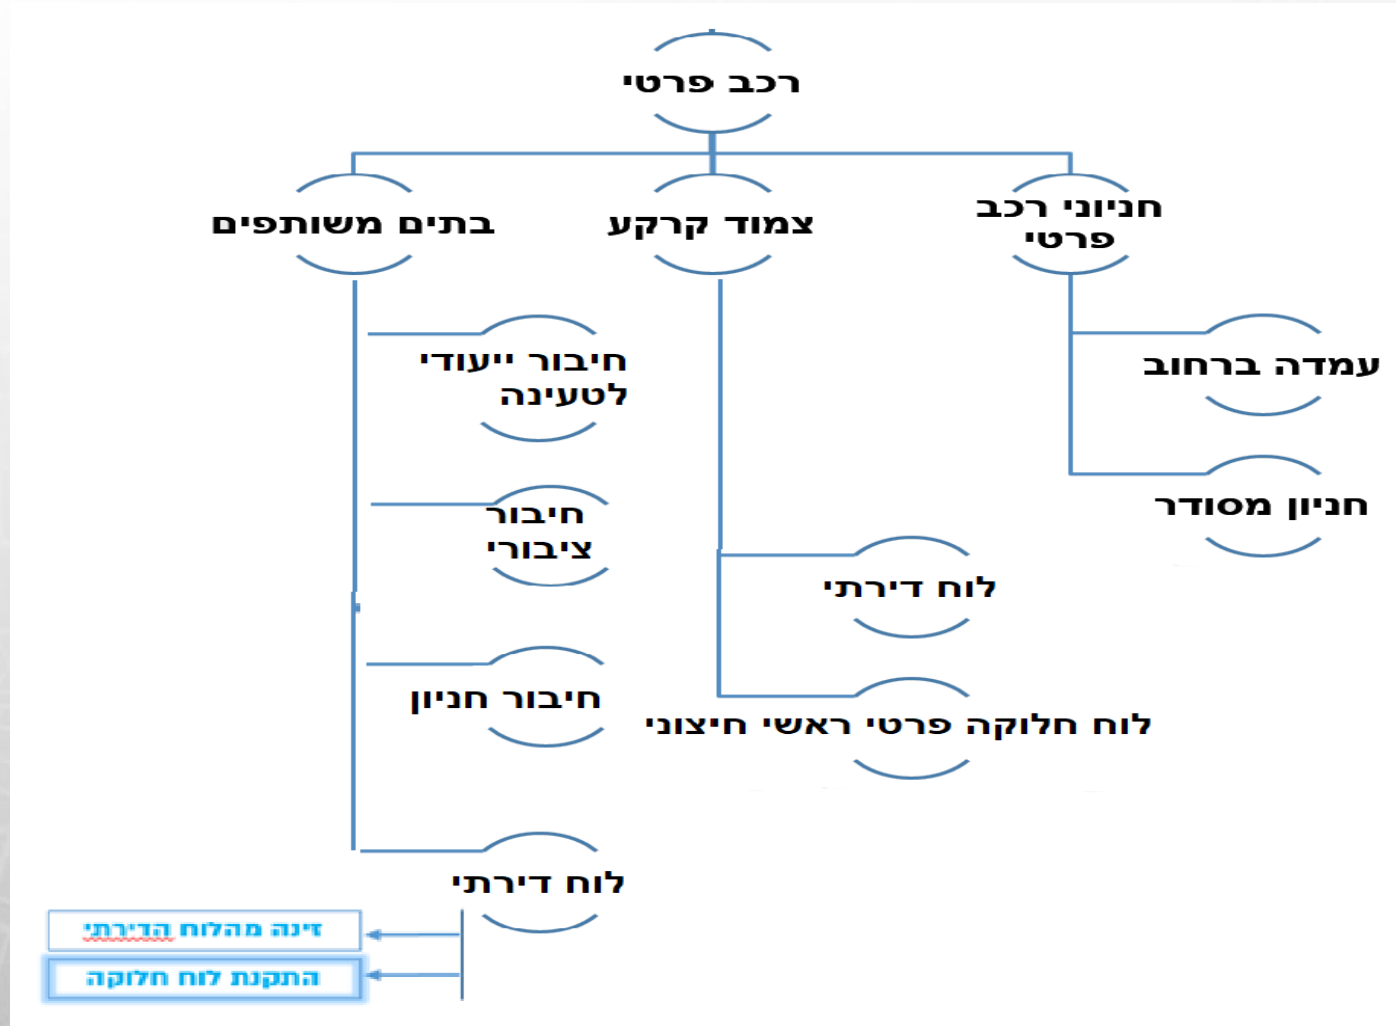 רכב פרטי
חניוני רכב
פרטי
צמוד קרקע
בתים משותפים
עמדה ברחוב
חניון מסודר
לוח דירתי
לוח חלוקה פרטי ראשי חיצוני
חיבור ייעודי
לטעינה
חיבור
ציבורי
חיבור חניון
לוח דירתי
זינה מהלוח הדירתי
התקנת לוח חלוקה